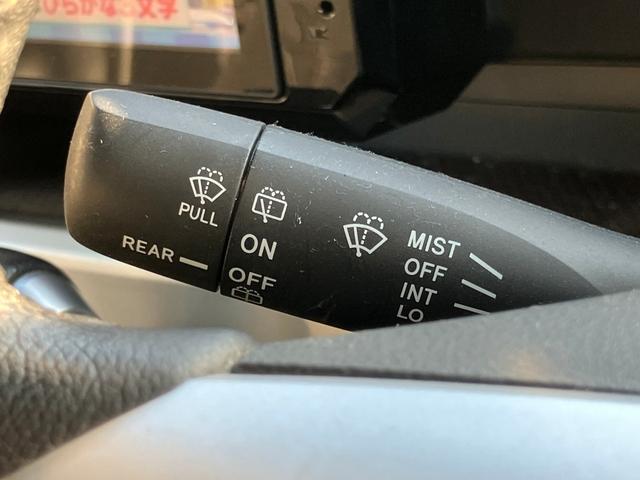 ひらがな 文字
PULL
REAR
ON
OFF
MIST
OFF
INT
LO